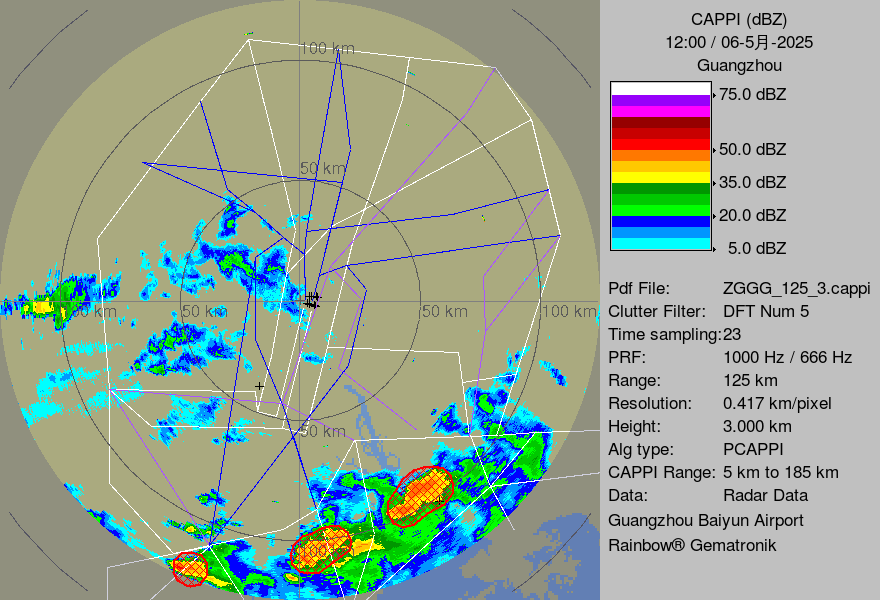 CAPPI (dBZ)
12:00 / 06-5月-2025
Guangzhou
75.0 dBZ
50.0 dBZ
35.0 dBZ
20.0 dBZ
5.0 dBZ
Pdf File: ZGGG_125_3.cappi
Clutter Filter: DFT Num 5
Time sampling:23
PRF: 1000 Hz / 666 Hz
Range: 125 km
Resolution: 0.417 km/pixel
Height: 3.000 km
Alg type: PCAPPI
CAPPI Range: 5 km to 185 km
Data: Radar Data
Guangzhou Baiyun Airport
Rainbow® Gematronik
100 km
50 km
50 km
50 km
100 km
50 km